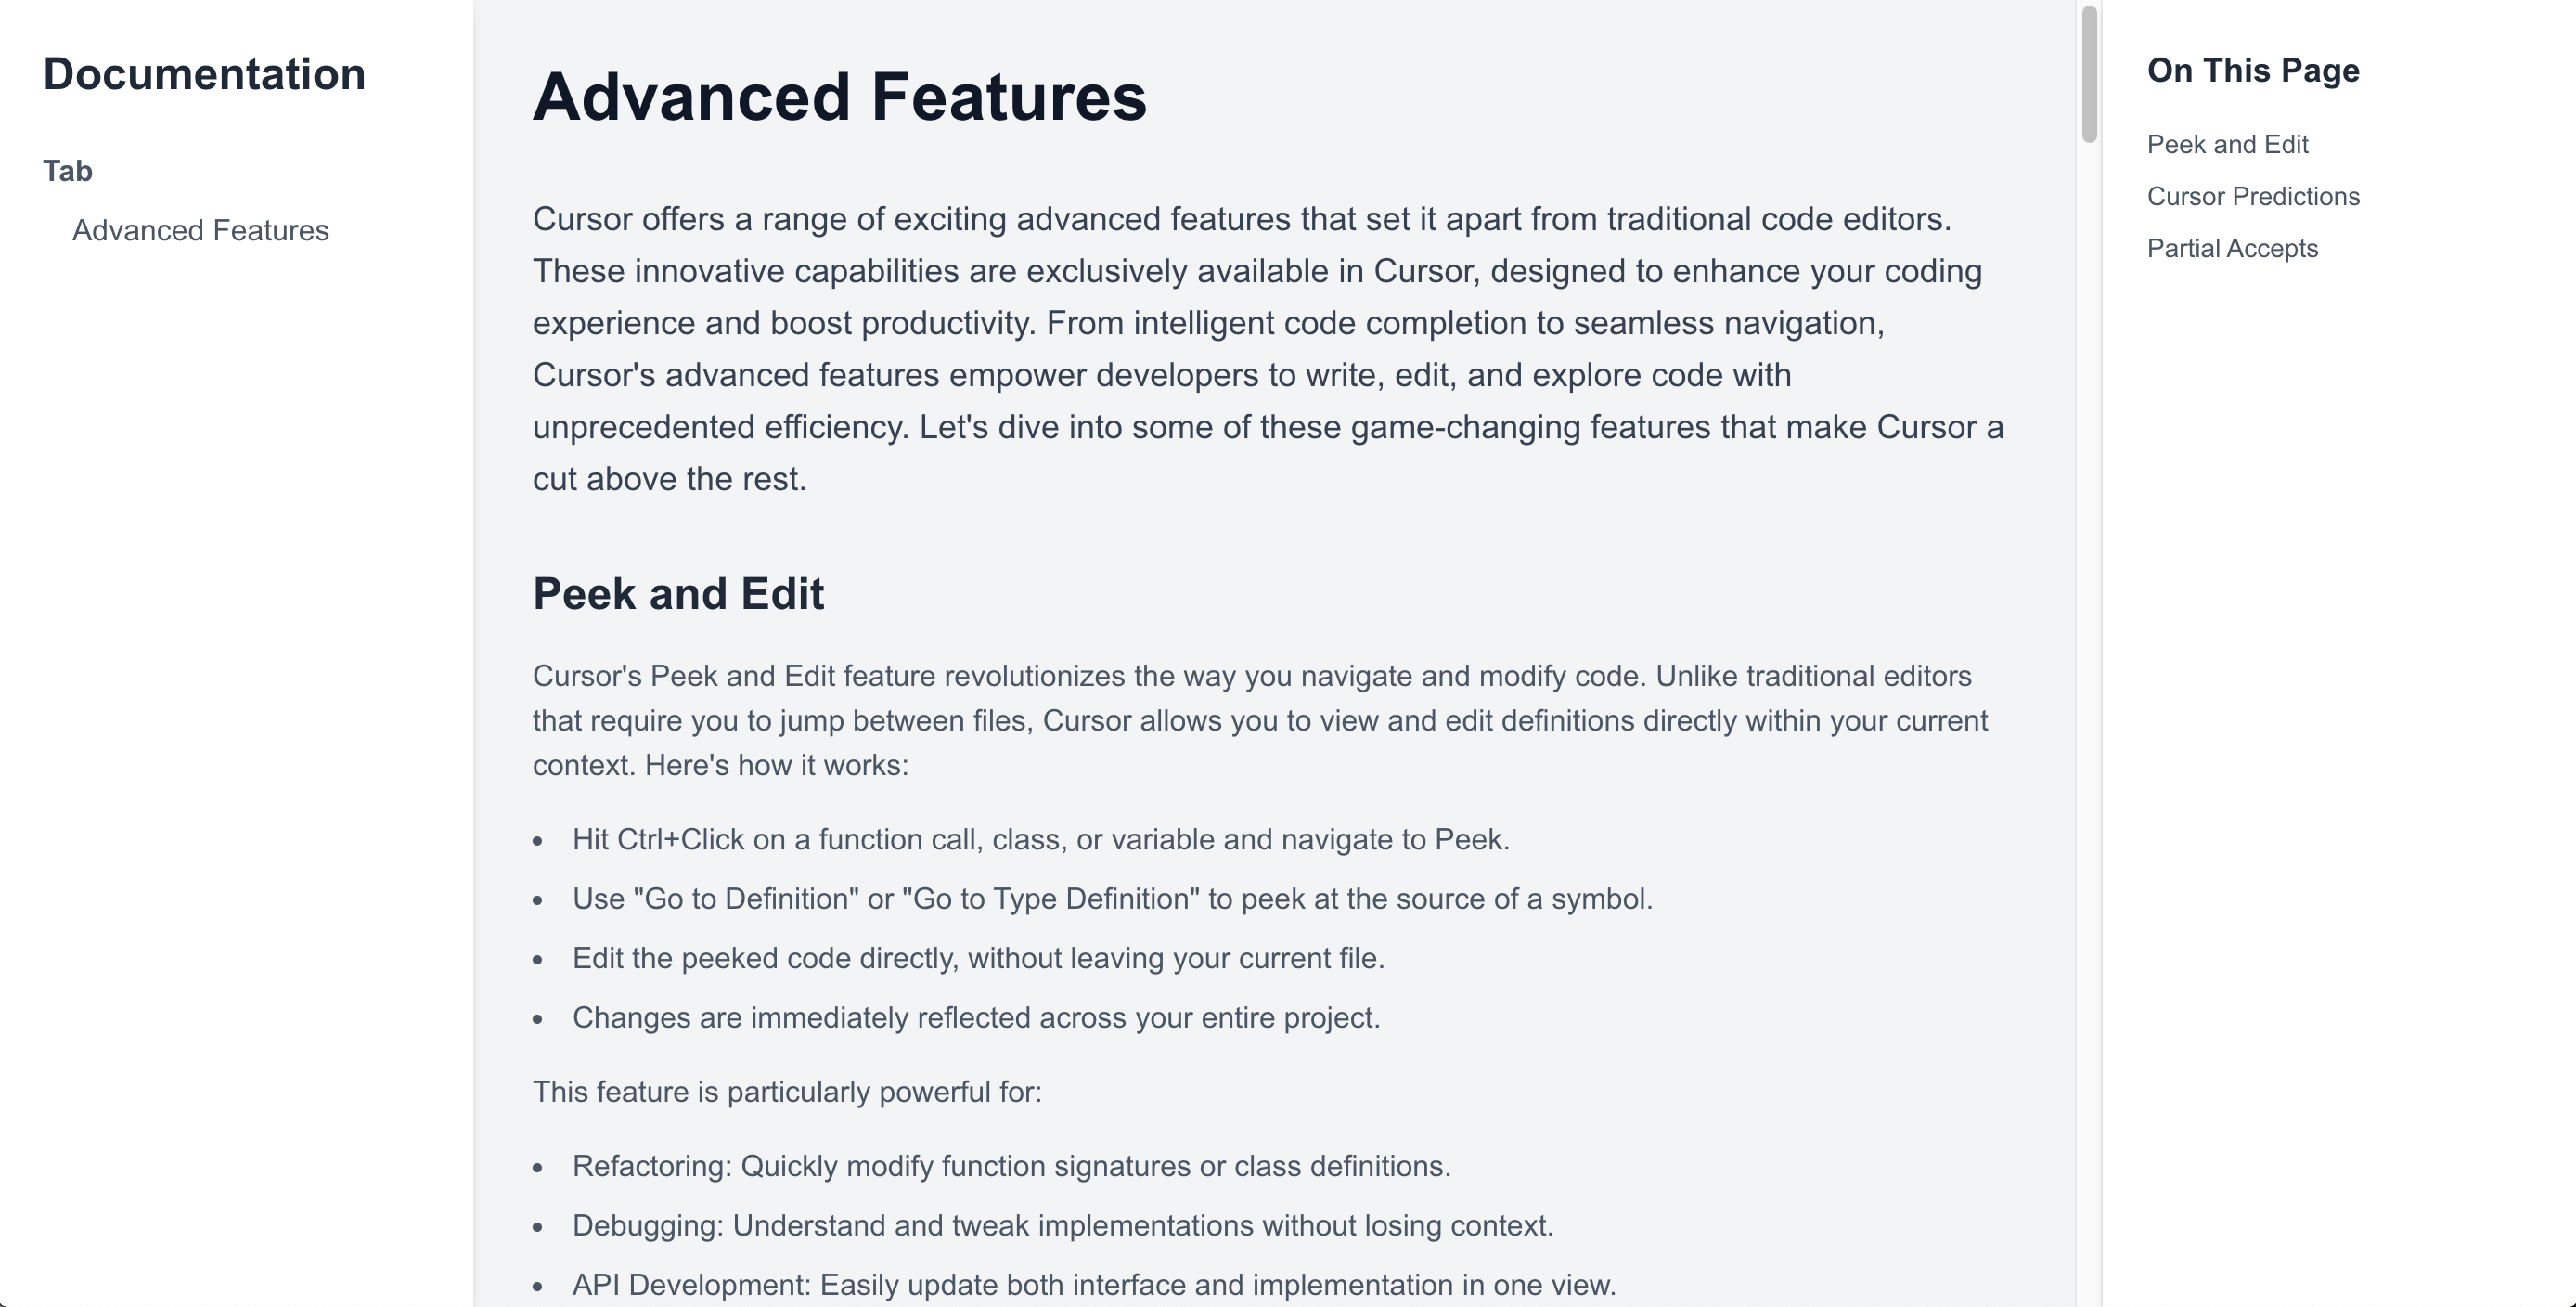 Documentation
Tab
Advanced Features
Advanced Features
Cursor offers a range of exciting advanced features that set it apart from traditional code editors.
These innovative capabilities are exclusively available in Cursor, designed to enhance your coding
experience and boost productivity. From intelligent code completion to seamless navigation,
Cursor's advanced features empower developers to write, edit, and explore code with
unprecedented efficiency. Let's dive into some of these game-changing features that make Cursor a
cut above the rest.
Peek and Edit
Cursor's Peek and Edit feature revolutionizes the way you navigate and modify code. Unlike traditional editors
that require you to jump between files, Cursor allows you to view and edit definitions directly within your current
context. Here's how it works:
• Hit Ctrl+Click on a function call, class, or variable and navigate to Peek.
• Use "Go to Definition" or "Go to Type Definition" to peek at the source of a symbol.
• Edit the peeked code directly, without leaving your current file.
• Changes are immediately reflected across your entire project.
This feature is particularly powerful for:
• Refactoring: Quickly modify function signatures or class definitions.
• Debugging: Understand and tweak implementations without losing context.
• API Development: Easily update both interface and implementation in one view.
On This Page
Peek and Edit
Cursor Predictions
Partial Accepts